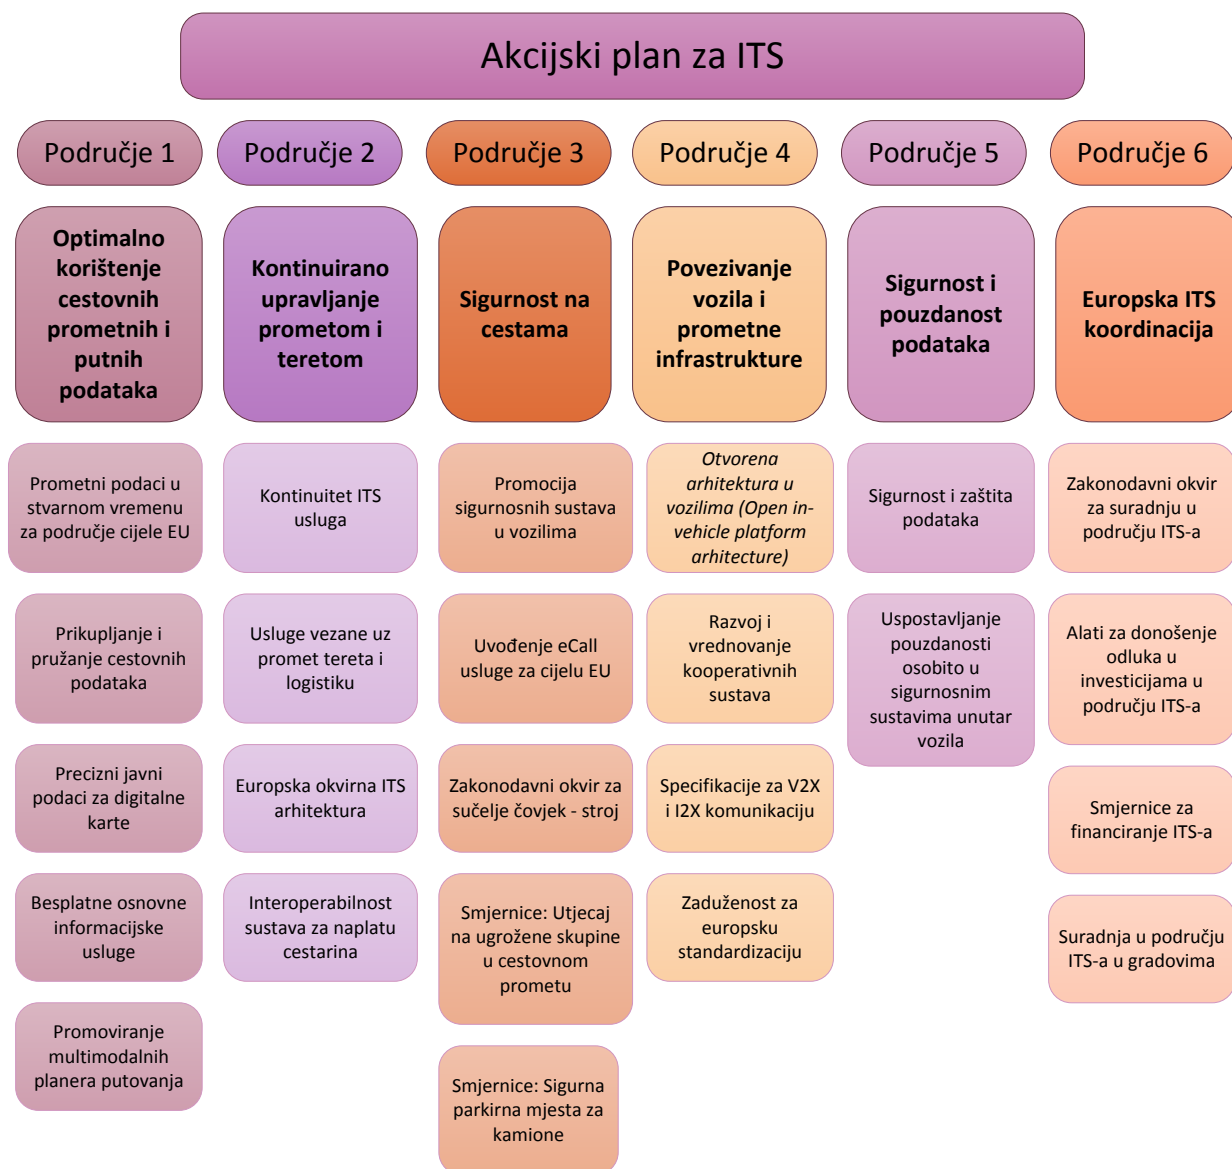 Akcijski plan za ITS
Područje 1
Područje 2
Područje 3
Područje 4
Područje 5
Područje 6
Optimalno
korištenje
cestovnih
prometnih i
putnih
podataka
Kontinuirano
upravljanje
prometom i
teretom
Sigurnost na
cestama
Povezivanje
vozila i
prometne
infrastrukture
Sigurnost i
pouzdanost
podataka
Europska ITS
koordinacija
Prometni podaci u
stvarnom vremenu
za područje cijele EU
Kontinuitet ITS
usluga
Promocija
sigurnosnih sustava
u vozilima
Otvorena
arhitektura u
vozilima (Open in-
vehicle platform
arhitecture)
Sigurnost i zaštita
podataka
Zakonodavni okvir
za suradnju u
području ITS-a
Prikupljanje i
pružanje cestovnih
podataka
Usluge vezane uz
promet tereta i
logistiku
Uvođenje eCall
usluge za cijelu EU
Razvoj i
vrednovanje
kooperativnih
sustava
Uspostavljanje
pouzdanosti
osobito u
sigurnosnim
sustavima unutar
vozila
Alati za donošenje
odluka u
investicijama u
području ITS-a
Precizni javni
podaci za digitalne
karte
Europska okvirna ITS
arhitektura
Zakonodavni okvir za
sučelje čovjek - stroj
Specifikacije za V2X
i I2X komunikaciju
Smjernice za
financiranje ITS-a
Besplatne osnovne
informacijske
usluge
Interoperabilnost
sustava za naplatu
cestarina
Smjernice: Utjecaj
na ugrožene skupine
u cestovnom
prometu
Zaduženost za
europsku
standardizaciju
Suradnja u području
ITS-a u gradovima
Promoviranje
multimodalnih
planera putovanja
Smjernice: Sigurna
parkirna mjesta za
kamione